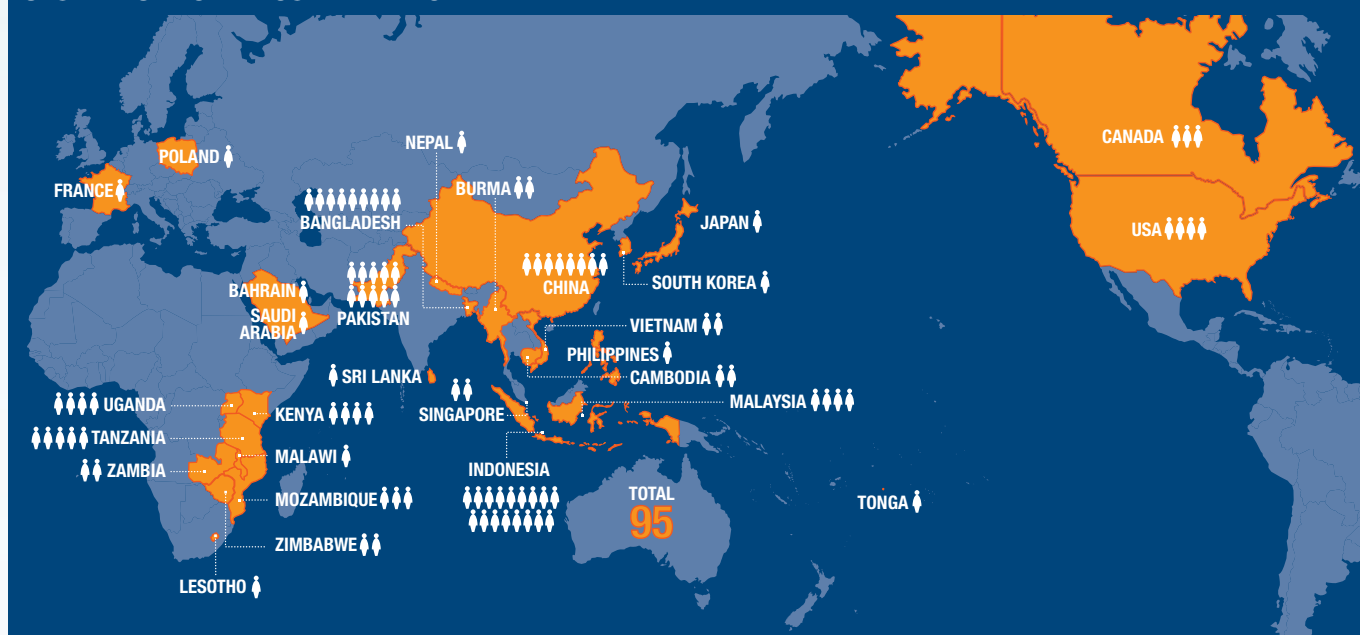 NEPAL
POLAND
BURMA
FRANCE
BANGLADESH
CANADA
JAPAN
USA
CHINA
SOUTH KOREA
BAHRAIN
SAUDI
ARABIA
PAKISTAN
VIETNAM
PHILIPPINES
SRI LANKA
CAMBODIA
MALAYSIA
SINGAPORE
UGANDA
KENYA
TANZANIA
MALAWI
ZAMBIA
INDONESIA
MOZAMBIQUE
TOTAL
95
TONGA
ZIMBABWE
LESOTHO